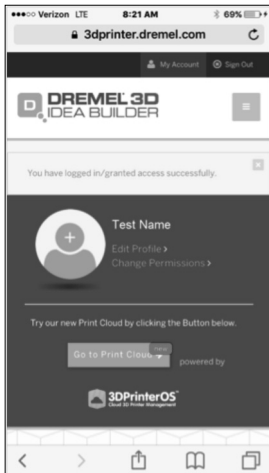 Verizon LTE 8:21 AM 69%
3dprinter.dremel.com
My Account Sign Out
DREMEL 3D
IDEA BUILDER
You have logged in/granted access successfully.
Test Name
Edit Profile >
Change Permissions >
Try our new Print Cloud by clicking the Button below.
Go to Print Cloud
powered by
3DPrinterOS
Cloud 3D Printer Management